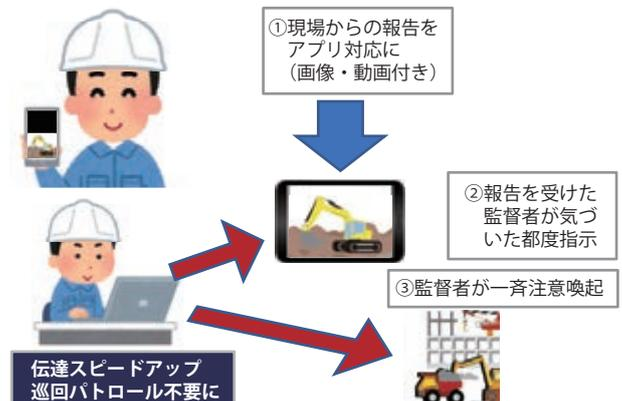 ①現場からの報告を
アプリ対応に
(画像・動画付き)
②報告を受けた
監督者が気づ
いた都度指示
③監督者が一斉注意喚起
伝達スピードアップ
巡回パトロール不要に